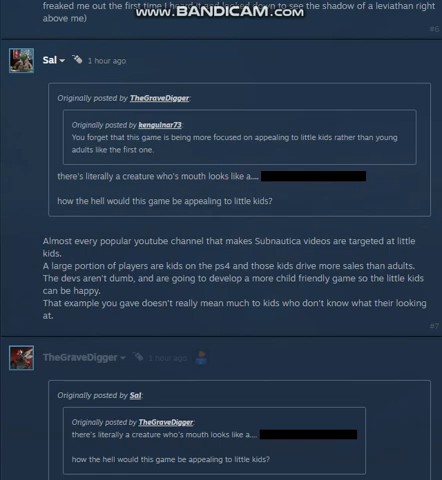 freaked me out the first time I heard it and looked down to see the shadow of a leviathan right
www.BANDICAM.com
above me)
#6
Sal 1 hour ago
Originally posted by TheGraveDigger:
Originally posted by kengulnar73:
You forget that this game is being more focused on appealing to little kids rather than young
adults like the first one.
there's literally a creature who's mouth looks like a....
how the hell would this game be appealing to little kids?
Almost every popular youtube channel that makes Subnautica videos are targeted at little
kids.
A large portion of players are kids on the ps4 and those kids drive more sales than adults.
The devs aren't dumb, and are going to develop a more child friendly game so the little kids
can be happy.
That example you gave doesn't really mean much to kids who don't know what their looking
at.
#7
TheGraveDigger 1 hour ago
Originally posted by Sal:
Originally posted by TheGraveDigger:
there's literally a creature who's mouth looks like a....
how the hell would this game be appealing to little kids?